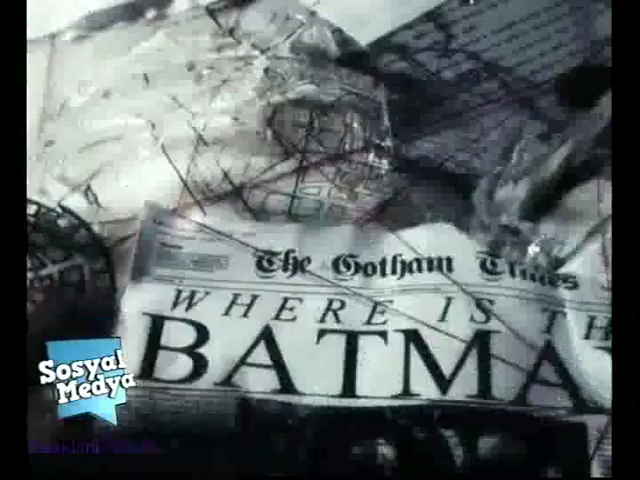 The Gotham Times
WHERE IS TH
BATMA
Sosyal
Medya